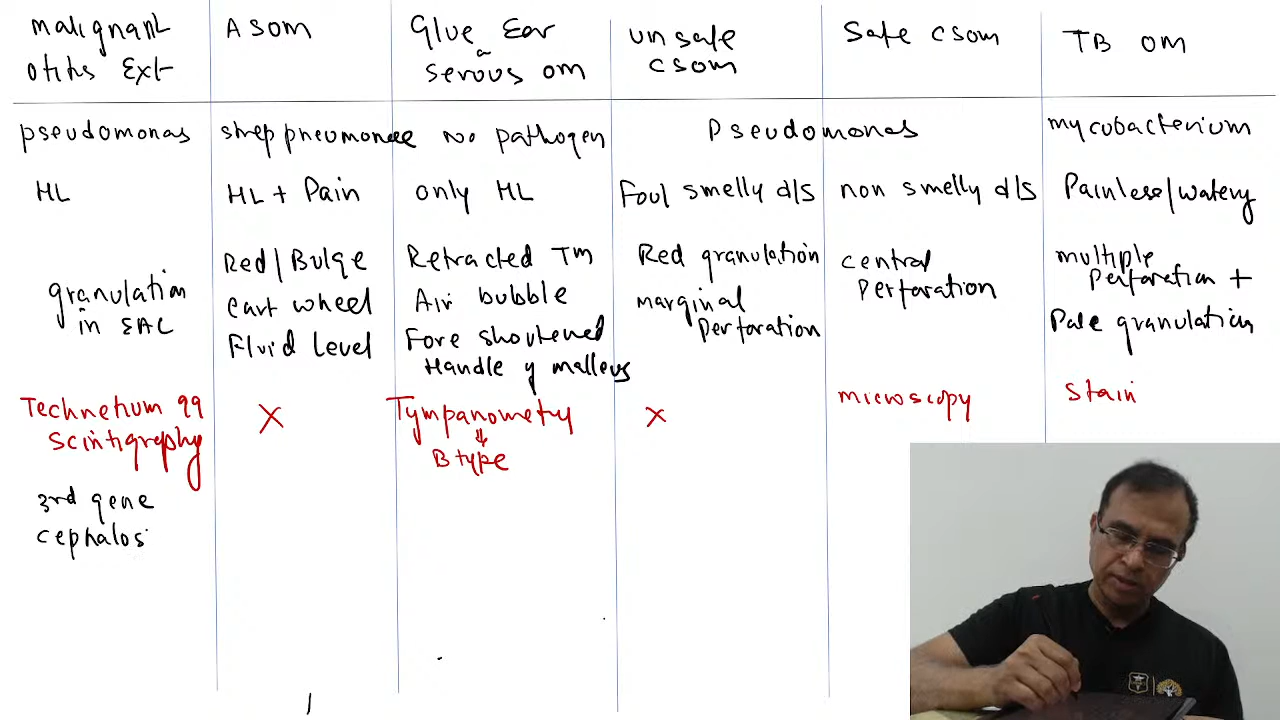 malignant otitis Ext
ASOM
Glue Ear
serous om
unsafe csom
Safe csom
TB om
pseudomonas
strep pneumonae
no pathogen
Pseudomonas
mycobacterium
HL
HL + Pain
only HL
Foul smelly d/s
non smelly d/s
Painless/watery
granulation in EAC
Red/Bulge
cart wheel
Fluid Level
Retracted TM
Air bubble
Fore shortened
Handle of malleus
Red granulation
marginal
Perforation
central
Perforation
multiple
Perforation +
Pale granulation
Technetium 99
Scintigraphy
X
Tympanometry
B type
X
microscopy
Stain
3rd gene
cephalos